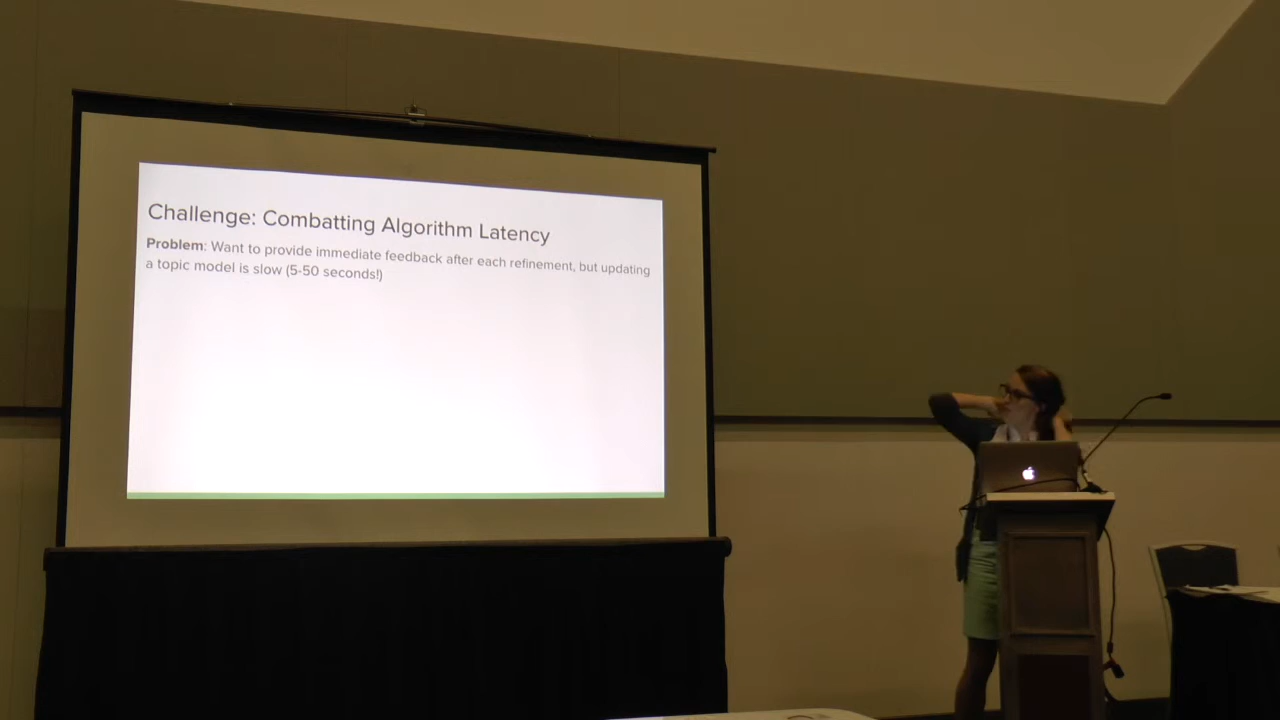 Challenge: Combatting Algorithm Latency
Problem: Want to provide immediate feedback after each refinement, but updating
a topic model is slow (5-50 seconds!)